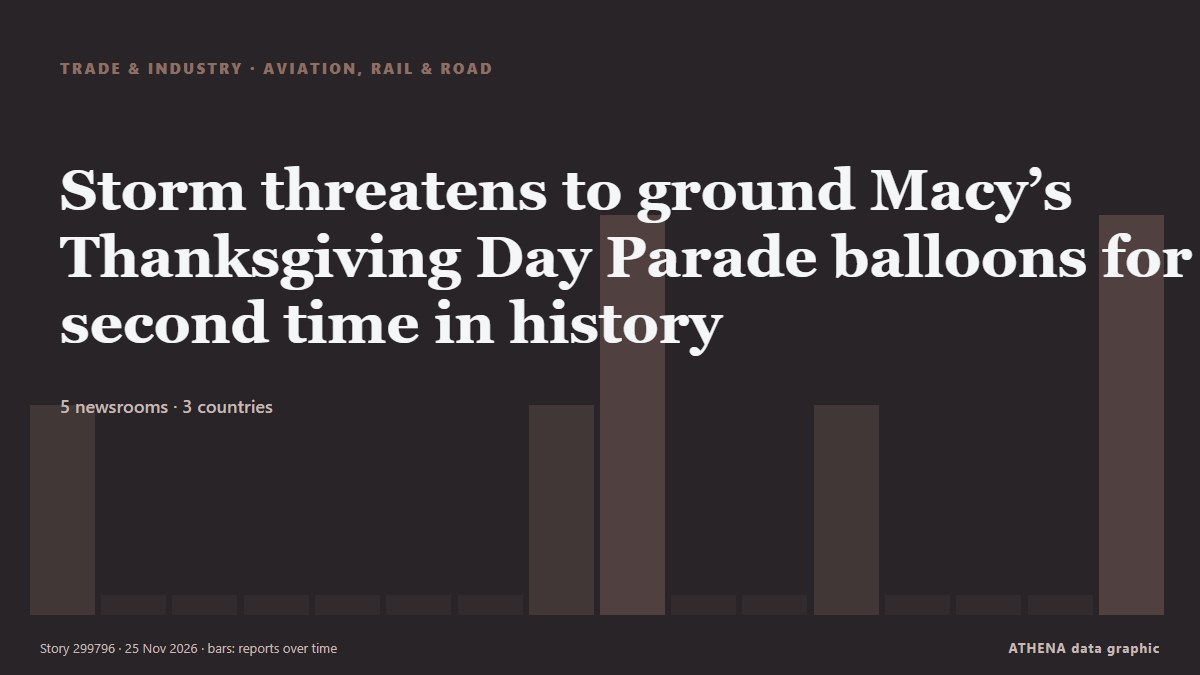 TRADE & INDUSTRY · AVIATION, RAIL & ROAD
Storm threatens to ground Macy’s
Thanksgiving Day Parade balloons for
second time in history
5 newsrooms · 3 countries
Story 299796 · 25 Nov 2026 · bars: reports over time
ATHENA data graphic